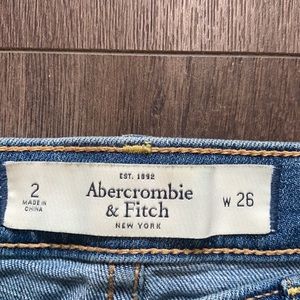 EST. 1892
2
MADE IN
CHINA
Abercrombie
& Fitch
NEW YORK
W 26